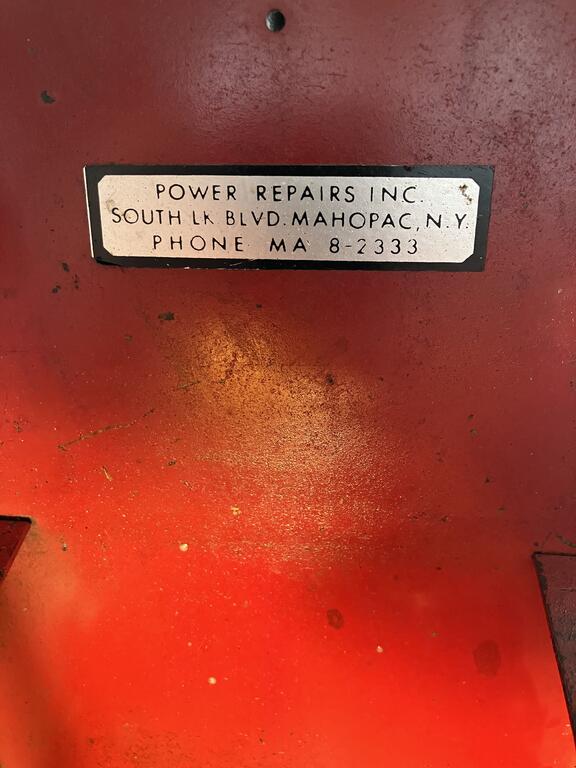 POWER REPAIRS INC.
SOUTH LK BLVD. MAHOPAC, N.Y.
PHONE MA 8-2333